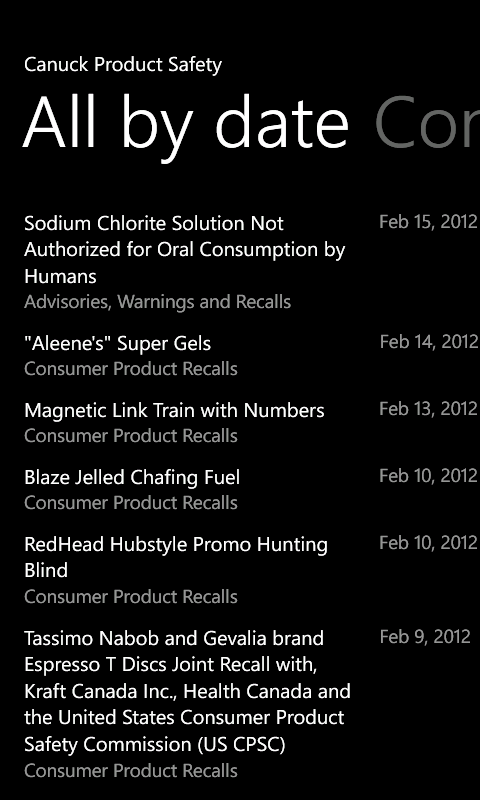 Canuck Product Safety
All by date Con
Sodium Chlorite Solution Not
Authorized for Oral Consumption by
Humans
Feb 15, 2012
Advisories, Warnings and Recalls
"Aleene's" Super Gels
Feb 14, 2012
Consumer Product Recalls
Magnetic Link Train with Numbers
Feb 13, 2012
Consumer Product Recalls
Blaze Jelled Chafing Fuel
Feb 10, 2012
Consumer Product Recalls
RedHead Hubstyle Promo Hunting
Blind
Feb 10, 2012
Consumer Product Recalls
Tassimo Nabob and Gevalia brand
Espresso T Discs Joint Recall with,
Kraft Canada Inc., Health Canada and
the United States Consumer Product
Safety Commission (US CPSC)
Feb 9, 2012
Consumer Product Recalls